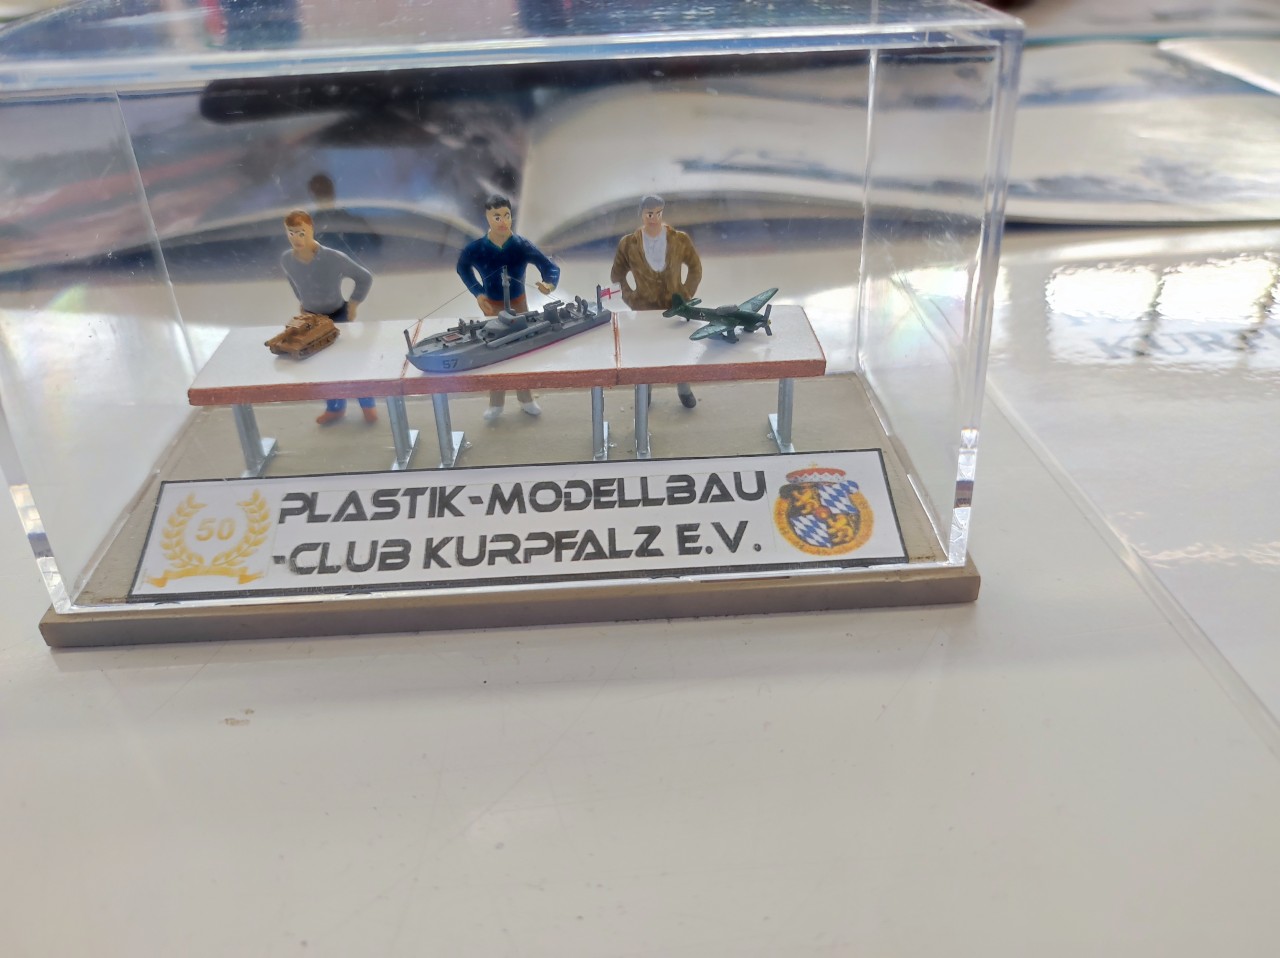 57
50
PLASTIK-MODELLBAU
-CLUB KURPFALZ E.V.